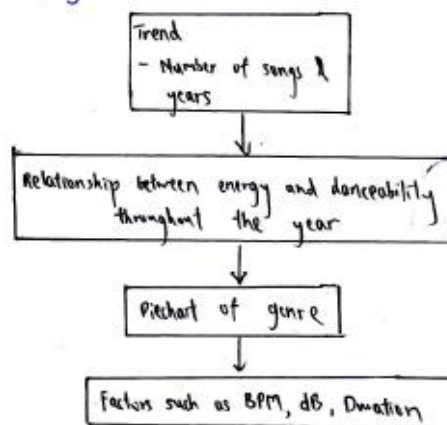 Trend
- Number of songs &
years
Relationship between energy and danceability
throughout the year
Piechart of genre
Factors such as BPM, dB, Duration